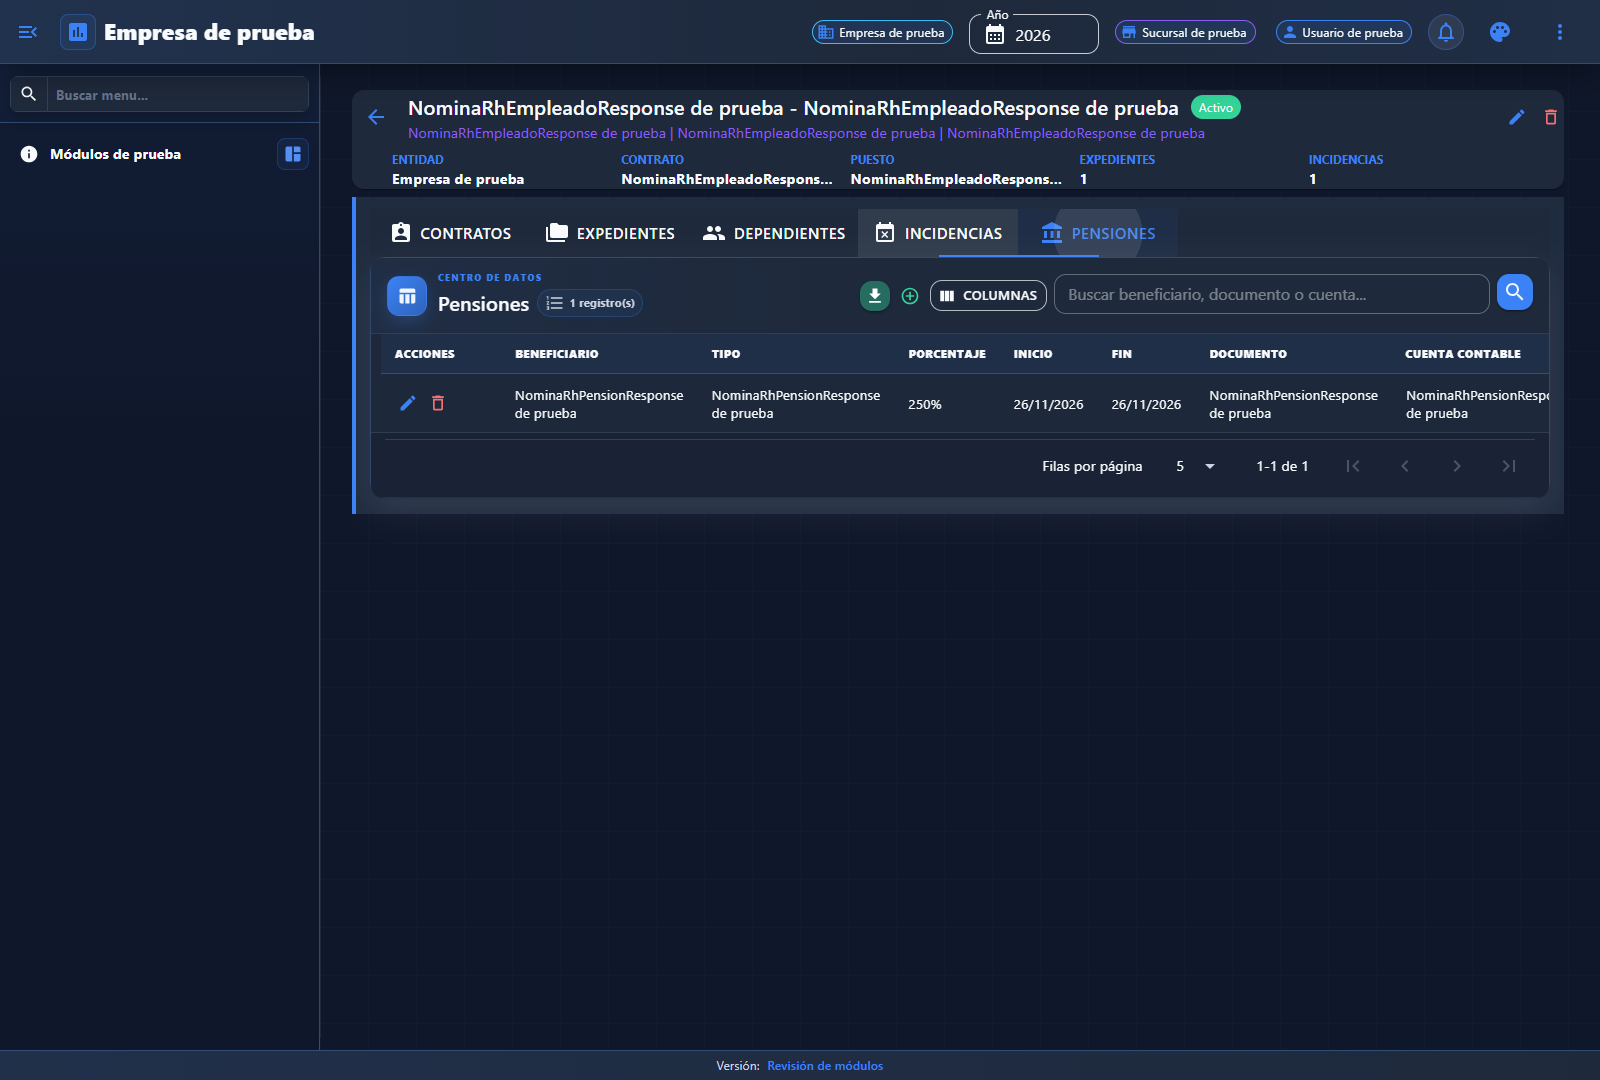 Empresa de prueba
Empresa de prueba
Año
2026
Sucursal de prueba
Usuario de prueba
Buscar menu...
Módulos de prueba
NominaRhEmpleadoResponse de prueba - NominaRhEmpleadoResponse de prueba
Activo
NominaRhEmpleadoResponse de prueba | NominaRhEmpleadoResponse de prueba | NominaRhEmpleadoResponse de prueba
ENTIDAD
Empresa de prueba
CONTRATO
NominaRhEmpleadoRespons...
PUESTO
NominaRhEmpleadoRespons...
EXPEDIENTES
1
INCIDENCIAS
1
CONTRATOS
EXPEDIENTES
DEPENDIENTES
INCIDENCIAS
PENSIONES
CENTRO DE DATOS
Pensiones
1 registro(s)
COLUMNAS
Buscar beneficiario, documento o cuenta...
ACCIONES BENEFICIARIO TIPO PORCENTAJE INICIO FIN DOCUMENTO CUENTA CONTABLE
NominaRhPensionResponse
de prueba
NominaRhPensionResponse
de prueba
250%
26/11/2026
26/11/2026
NominaRhPensionResponse
de prueba
NominaRhPensionRespo
de prueba
Filas por página 5 1-1 de 1
Versión: Revisión de módulos